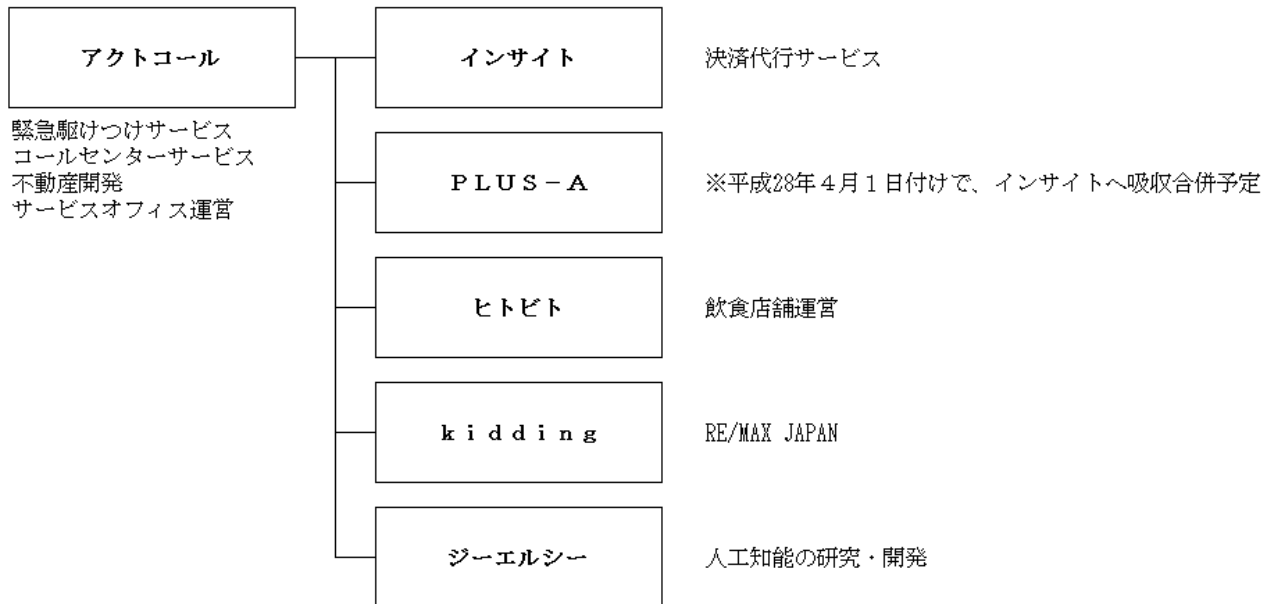 アクトコール
緊急駆けつけサービス
コールセンターサービス
不動産開発
サービスオフィス運営
インサイト
決済代行サービス
ＰＬＵＳ－Ａ
※平成28年４月１日付けで、インサイトへ吸収合併予定
ヒトビト
飲食店舗運営
ｋｉｄｄｉｎｇ
RE/MAX JAPAN
ジーエルシー
人工知能の研究・開発